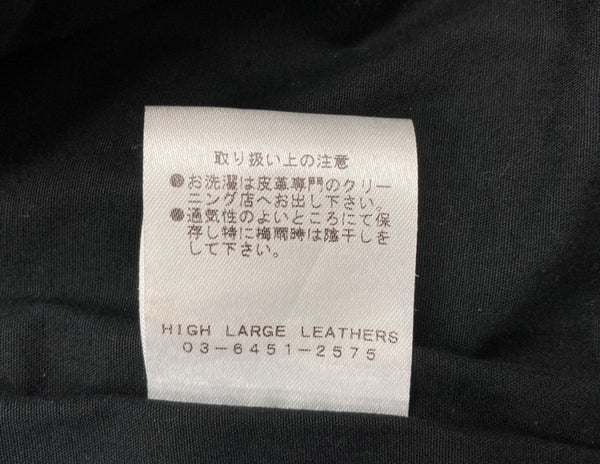 取り扱い上の注意
●お洗濯は皮革専門のクリー
ニング店へお出し下さい。
●通気性のよいところにて保
存し特に梅雨時は陰干しを
して下さい。
HIGH LARGE LEATHERS
03-6451-2575